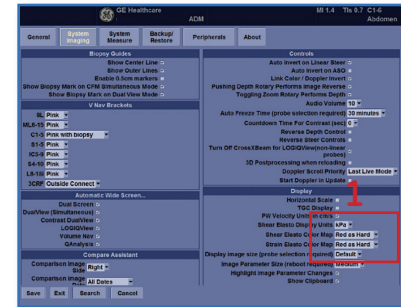 GE Healthcare
ADM
MI 1.4 TIs 0.7 C1-6
Abdomen
General
System Imaging
System Measure
Backup/ Restore
Peripherals
About
Biopsy Guides
Show Center Line
Show Outer Lines
Enable 0.5cm markers
Show Biopsy Mark on CFM Simultaneous Mode
Show Biopsy Mark on Dual View Mode
V Nav Brackets
9L Pink
ML6-15 Pink
C1-5 Pink with biopsy
S1-5 Pink
IC5-9 Pink
S4-10 Pink
L8-18i Pink
3CRF Outside Connect
Automatic Wide Screen...
Dual Screen
DualView (Simultaneous)
Contrast DualView
LOGIQView
Volume Nav
QAnalysis
Compare Assistant
Comparison Image Side Right
Comparison Image All Dates
Controls
Auto Invert on Linear Steer
Auto Invert on ASO
Link Color / Doppler Invert
Pushing Depth Rotary Performs Image Reverse
Toggling Zoom Rotary Performs Depth
Audio Volume 10
Auto Freeze Time (probe selection required) 30 minutes
Countdown Time For Contrast (sec) 0
Reverse Depth Control
Reverse Steer Controls
Turn Off CrossXBeam for LOGIQView(non-linear probes)
3D Postprocessing when reloading
Doppler Scroll Priority Last Live Mode
Start Doppler in Update
Display
Horizontal Scale
TGC Display
PW Velocity Units cm/s
1
Shear Elasto Display Units kPa
Shear Elasto Color Map Red as Hard
Strain Elasto Color Map Red as Hard
Display image size (probe selection required) Default
Image Parameter Size (reboot required) Medium
Highlight Image Parameter Changes
Show Clipboard
Save
Exit
Search
Cancel